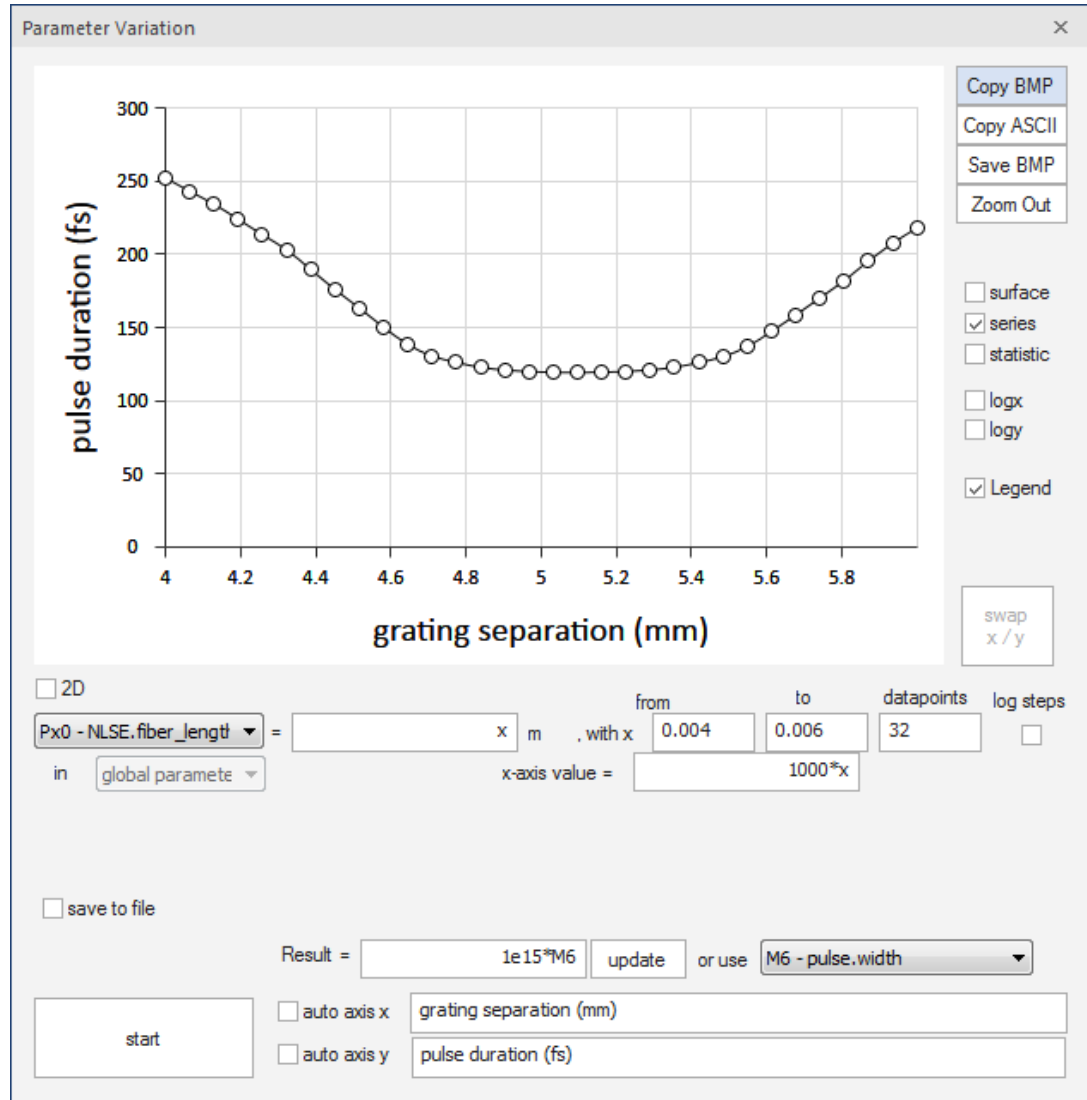 Parameter Variation
Copy BMP
Copy ASCII
Save BMP
Zoom Out
300
250
200
150
100
50
0
pulse duration (fs)
4 4.2 4.4 4.6 4.8 5 5.2 5.4 5.6 5.8
grating separation (mm)
surface
series
statistic
logx
logy
Legend
swap
x / y
2D
from to datapoints log steps
Px0 - NLSE.fiber_length = x m , with x 0.004 0.006 32
in global paramete x-axis value = 1000*x
save to file
Result = 1e15*M6 update or use M6 - pulse.width
start
auto axis x grating separation (mm)
auto axis y pulse duration (fs)